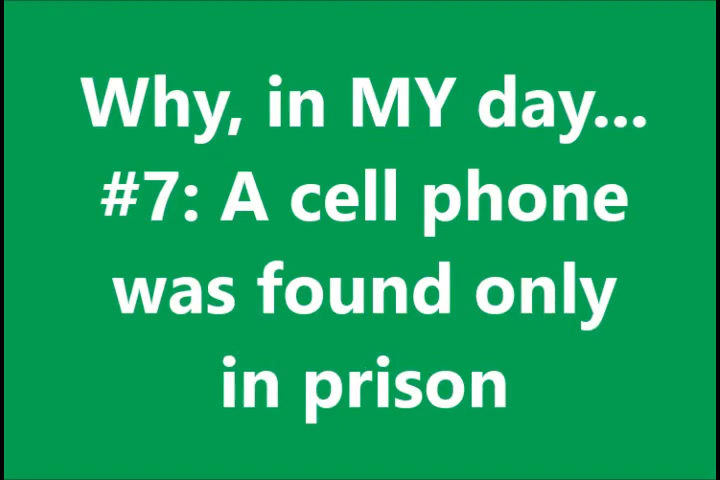 Why, in MY day...
#7: A cell phone
was found only
in prison